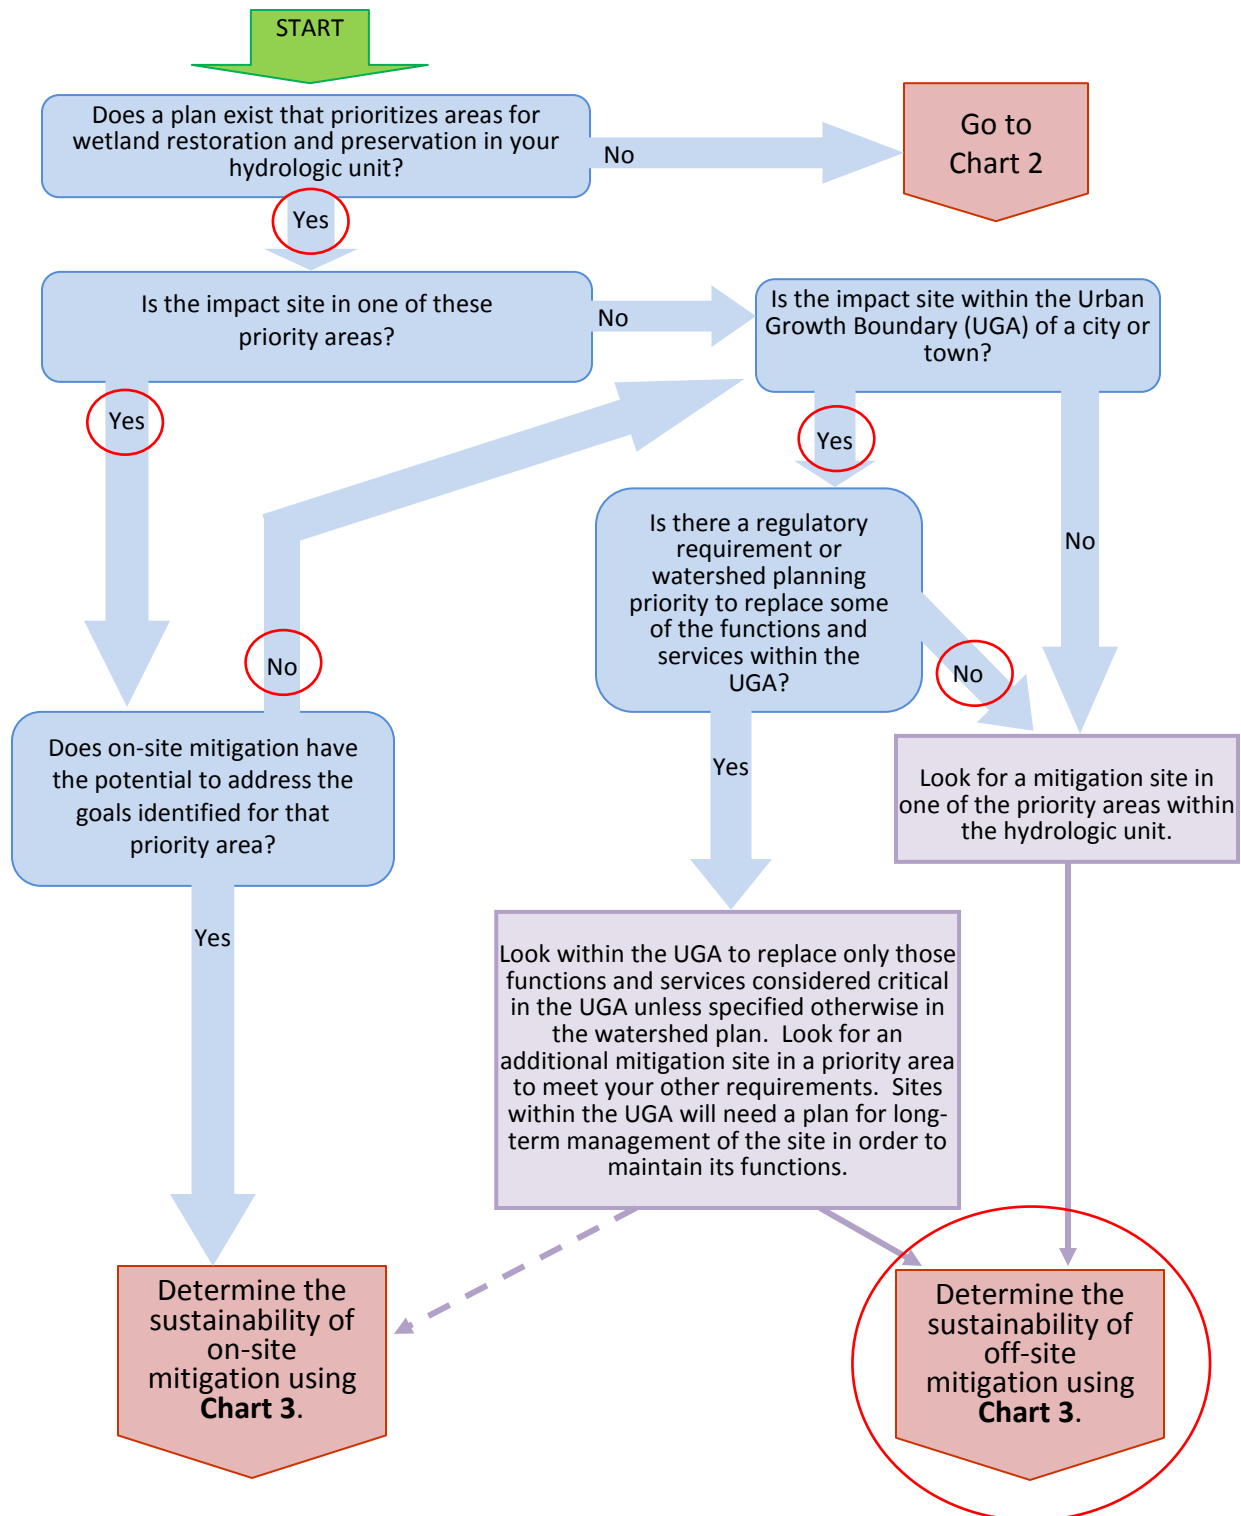 START
Does a plan exist that prioritizes areas for
wetland restoration and preservation in your
hydrologic unit?
No
Go to
Chart 2
Yes
Is the impact site in one of these
priority areas?
No
Is the impact site within the Urban
Growth Boundary (UGA) of a city or
town?
Yes
Yes
No
Is there a regulatory
requirement or
watershed planning
priority to replace some
of the functions and
services within the
UGA?
No
No
Does on-site mitigation have
the potential to address the
goals identified for that
priority area?
Yes
Look for a mitigation site in
one of the priority areas within
the hydrologic unit.
Yes
Look within the UGA to replace only those
functions and services considered critical
in the UGA unless specified otherwise in
the watershed plan.  Look for an
additional mitigation site in a priority area
to meet your other requirements.  Sites
within the UGA will need a plan for long-
term management of the site in order to
maintain its functions.
Determine the
sustainability of
on-site
mitigation using
Chart 3.
Determine the
sustainability of
off-site
mitigation using
Chart 3.